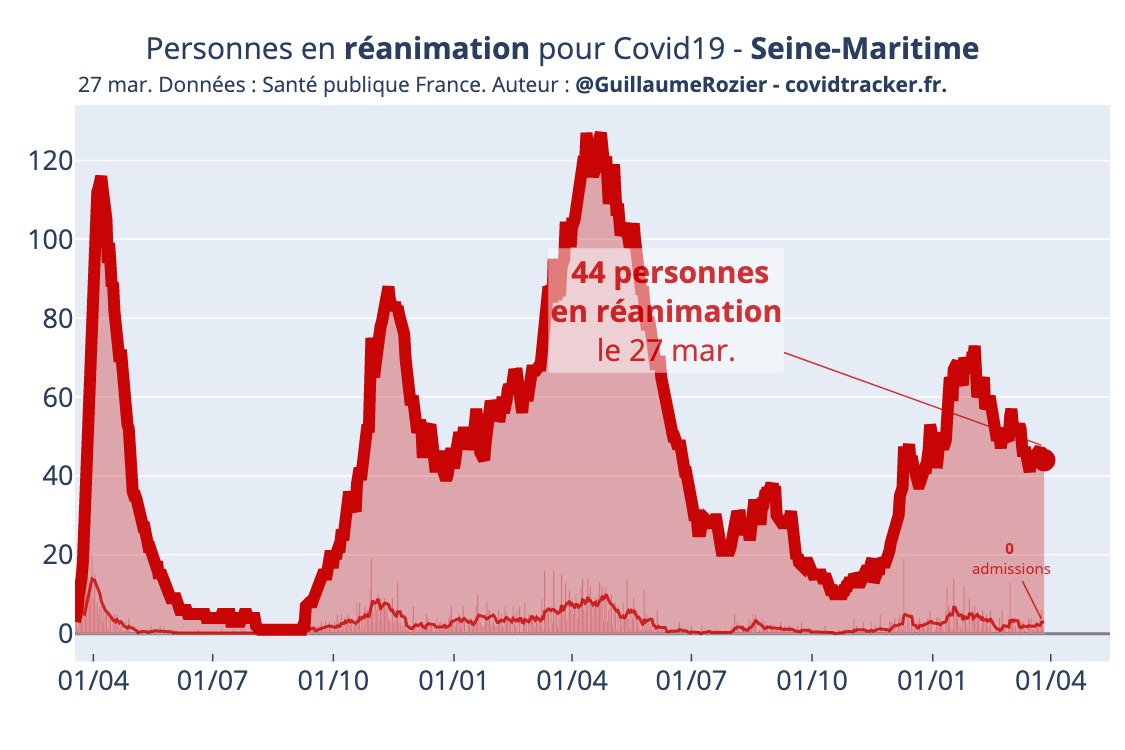 Personnes en réanimation pour Covid19 - Seine-Maritime
27 mar. Données : Santé publique France. Auteur : @GuillaumeRozier - covidtracker.fr.
120
100
80
60
40
20
0
44 personnes
en réanimation
le 27 mar.
0
admissions
01/04
01/07
01/10
01/01
01/04
01/07
01/10
01/01
01/04